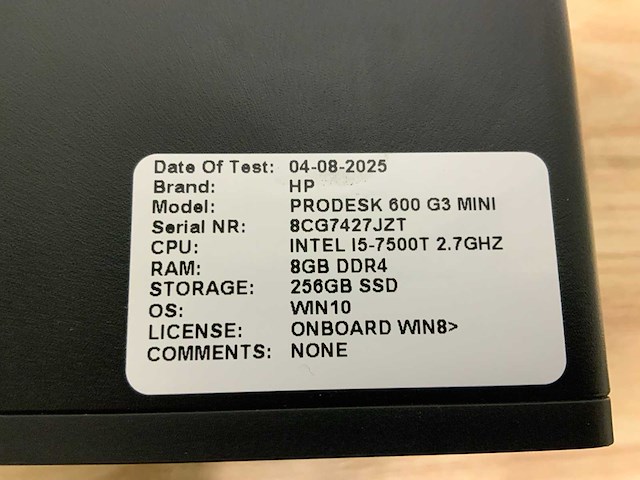 Date Of Test: 04-08-2025
Brand: HP
Model: PRODESK 600 G3 MINI
Serial NR: 8CG7427JZT
CPU: INTEL I5-7500T 2.7GHZ
RAM: 8GB DDR4
STORAGE: 256GB SSD
OS: WIN10
LICENSE: ONBOARD WIN8>
COMMENTS: NONE